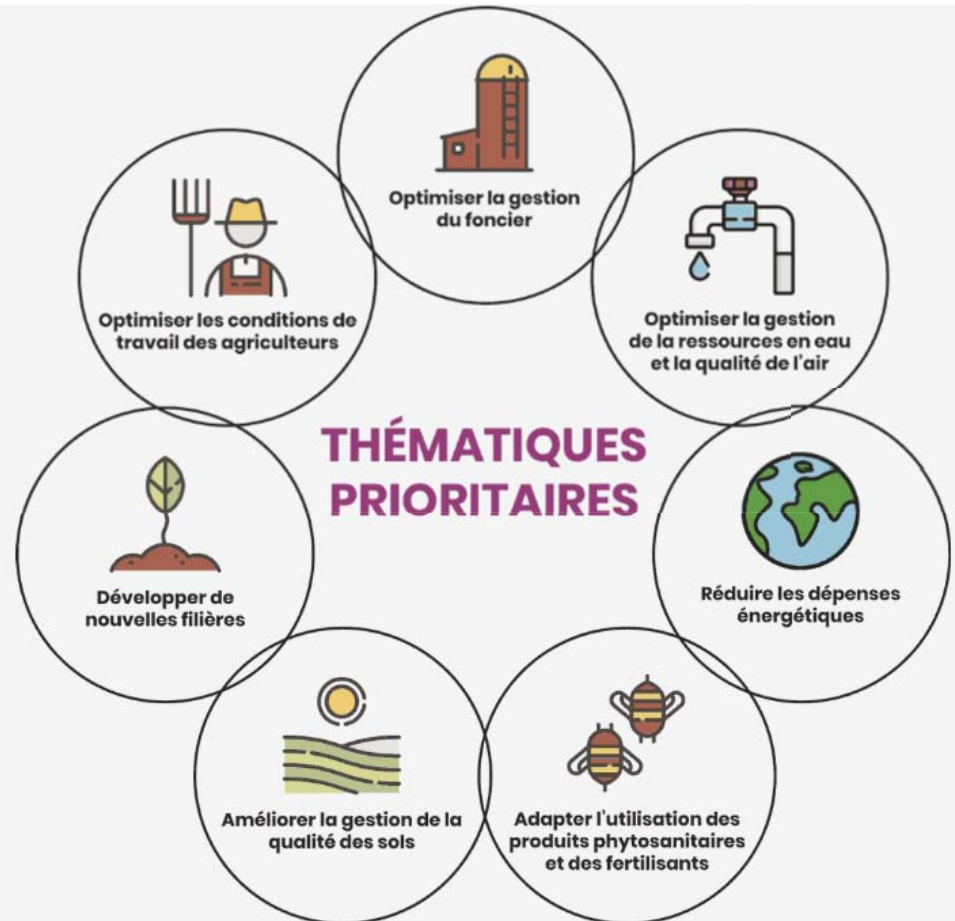 Optimiser la gestion
du foncier
Optimiser la gestion
de la ressources en eau
et la qualité de l'air
Réduire les dépenses
énergétiques
Adapter l'utilisation des
produits phytosanitaires
et des fertilisants
Améliorer la gestion de la
qualité des sols
Développer de
nouvelles filières
Optimiser les conditions de
travail des agriculteurs
THÉMATIQUES
PRIORITAIRES